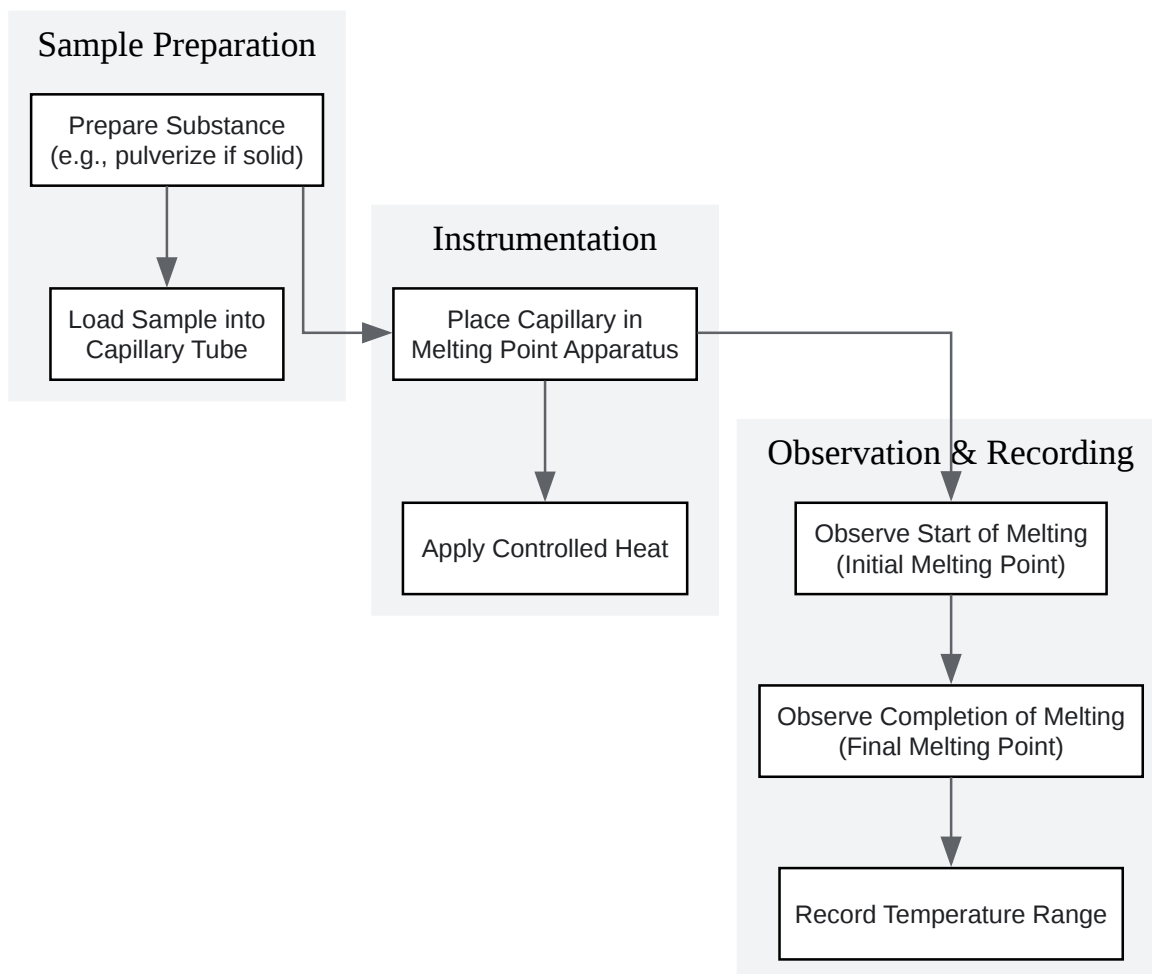 Sample Preparation
Prepare Substance
(e.g., pulverize if solid)
Load Sample into
Capillary Tube
Instrumentation
Place Capillary in
Melting Point Apparatus
Apply Controlled Heat
Observation & Recording
Observe Start of Melting
(Initial Melting Point)
Observe Completion of Melting
(Final Melting Point)
Record Temperature Range